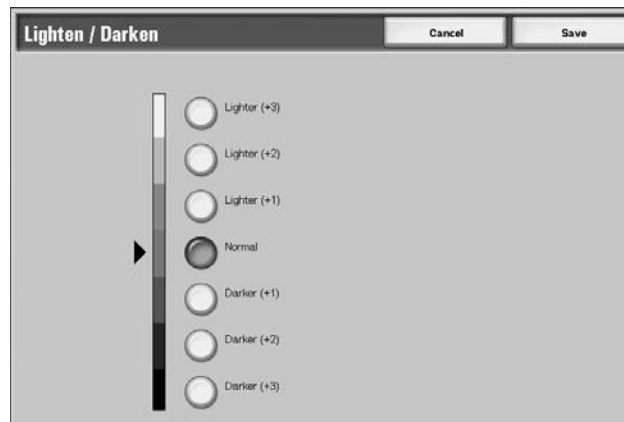 Lighten / Darken
Cancel
Save
Lighter (+3)
Lighter (+2)
Lighter (+1)
Normal
Darker (+1)
Darker (+2)
Darker (+3)